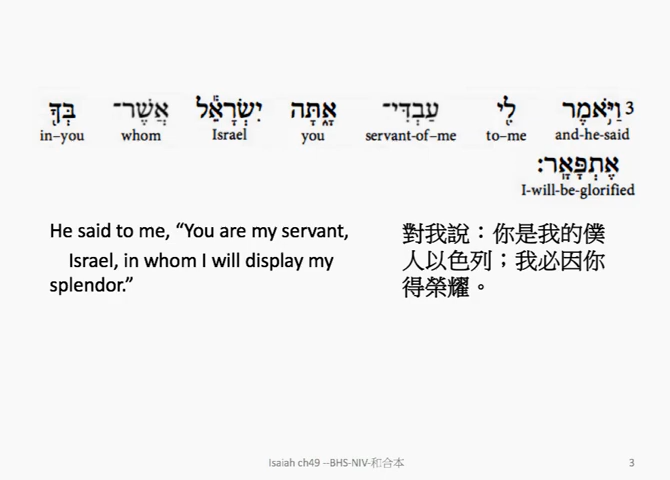 3 וַיֹּ֥אמֶר לִ֖י עַבְדִּי־ אָ֑תָּה יִשְׂרָאֵ֕ל אֲשֶׁר־ בְּךָ֖
and-he-said to-me servant-of-me you Israel whom in-you
אֶתְפָּאָֽר׃
I-will-be-glorified
He said to me, “You are my servant,
Israel, in whom I will display my
splendor.”
對我說：你是我的僕
人以色列；我必因你
得榮耀。
Isaiah ch49 --BHS-NIV-和合本
3